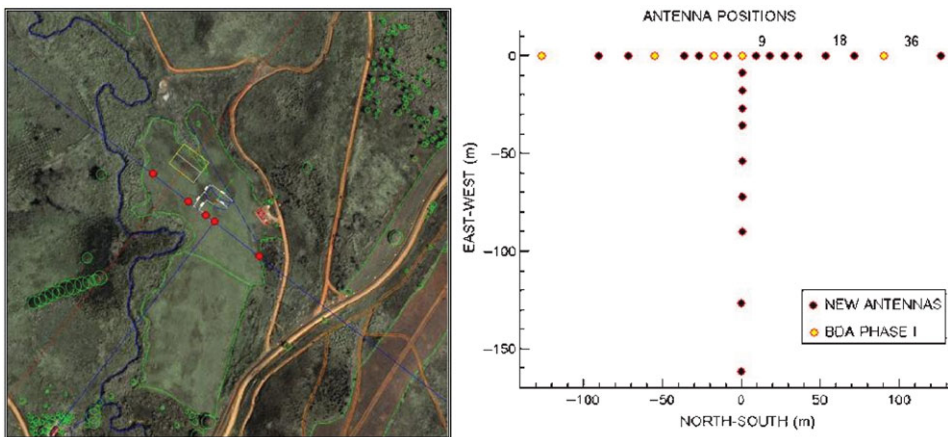 ANTENNA POSITIONS
9 18 36
0
−50
−100
−150
EAST-WEST (m)
NEW ANTENNAS
BDA PHASE I
−100 −50 0 50 100
NORTH-SOUTH (m)